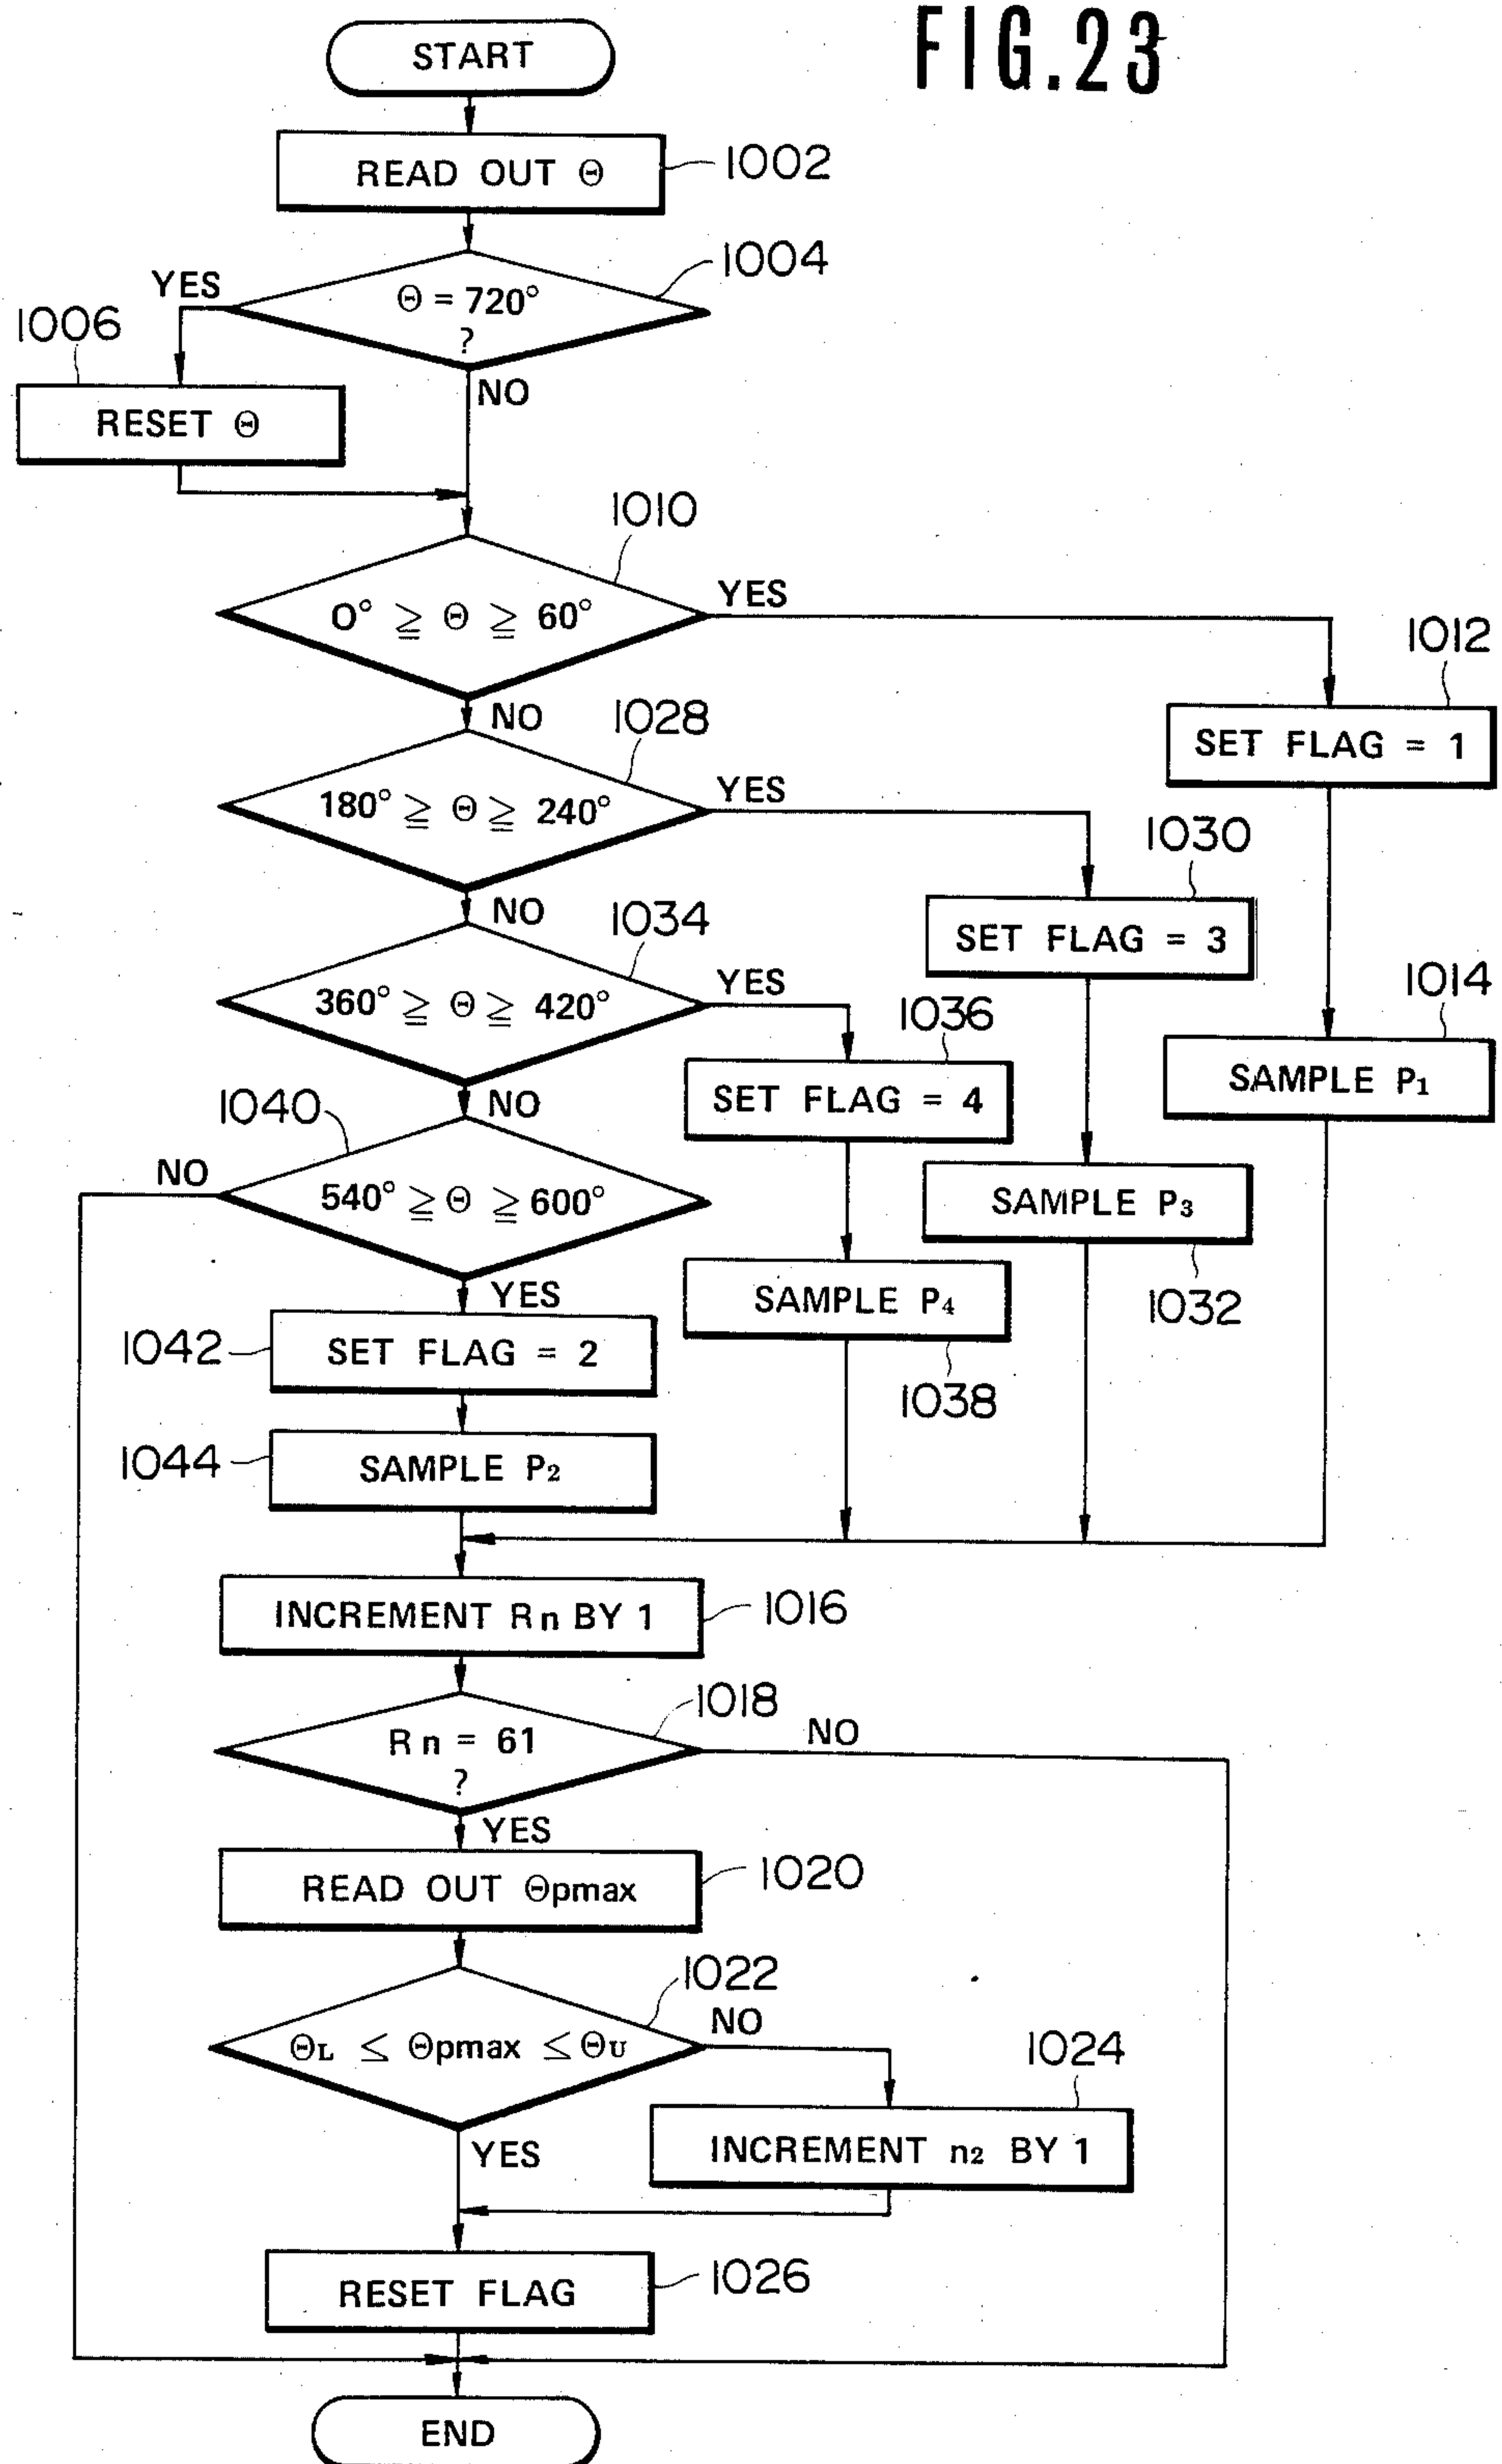 FIG.23
START
READ OUT Θ
1002
1004
YES
Θ = 720°
?
1006
NO
RESET Θ
1010
YES
0° ≧ Θ ≧ 60°
1012
NO
1028
SET FLAG = 1
YES
180° ≧ Θ ≧ 240°
1030
NO
1034
SET FLAG = 3
YES
1014
360° ≧ Θ ≧ 420°
1036
SAMPLE P1
SET FLAG = 4
1040
NO
NO
540° ≧ Θ ≧ 600°
SAMPLE P3
YES
SAMPLE P4
1032
1042
SET FLAG = 2
1038
1044
SAMPLE P2
INCREMENT Rn BY 1
1016
1018
NO
Rn = 61
?
YES
READ OUT Θpmax
1020
1022
NO
ΘL ≤ Θpmax ≤ ΘU
1024
YES
INCREMENT n2 BY 1
RESET FLAG
1026
END